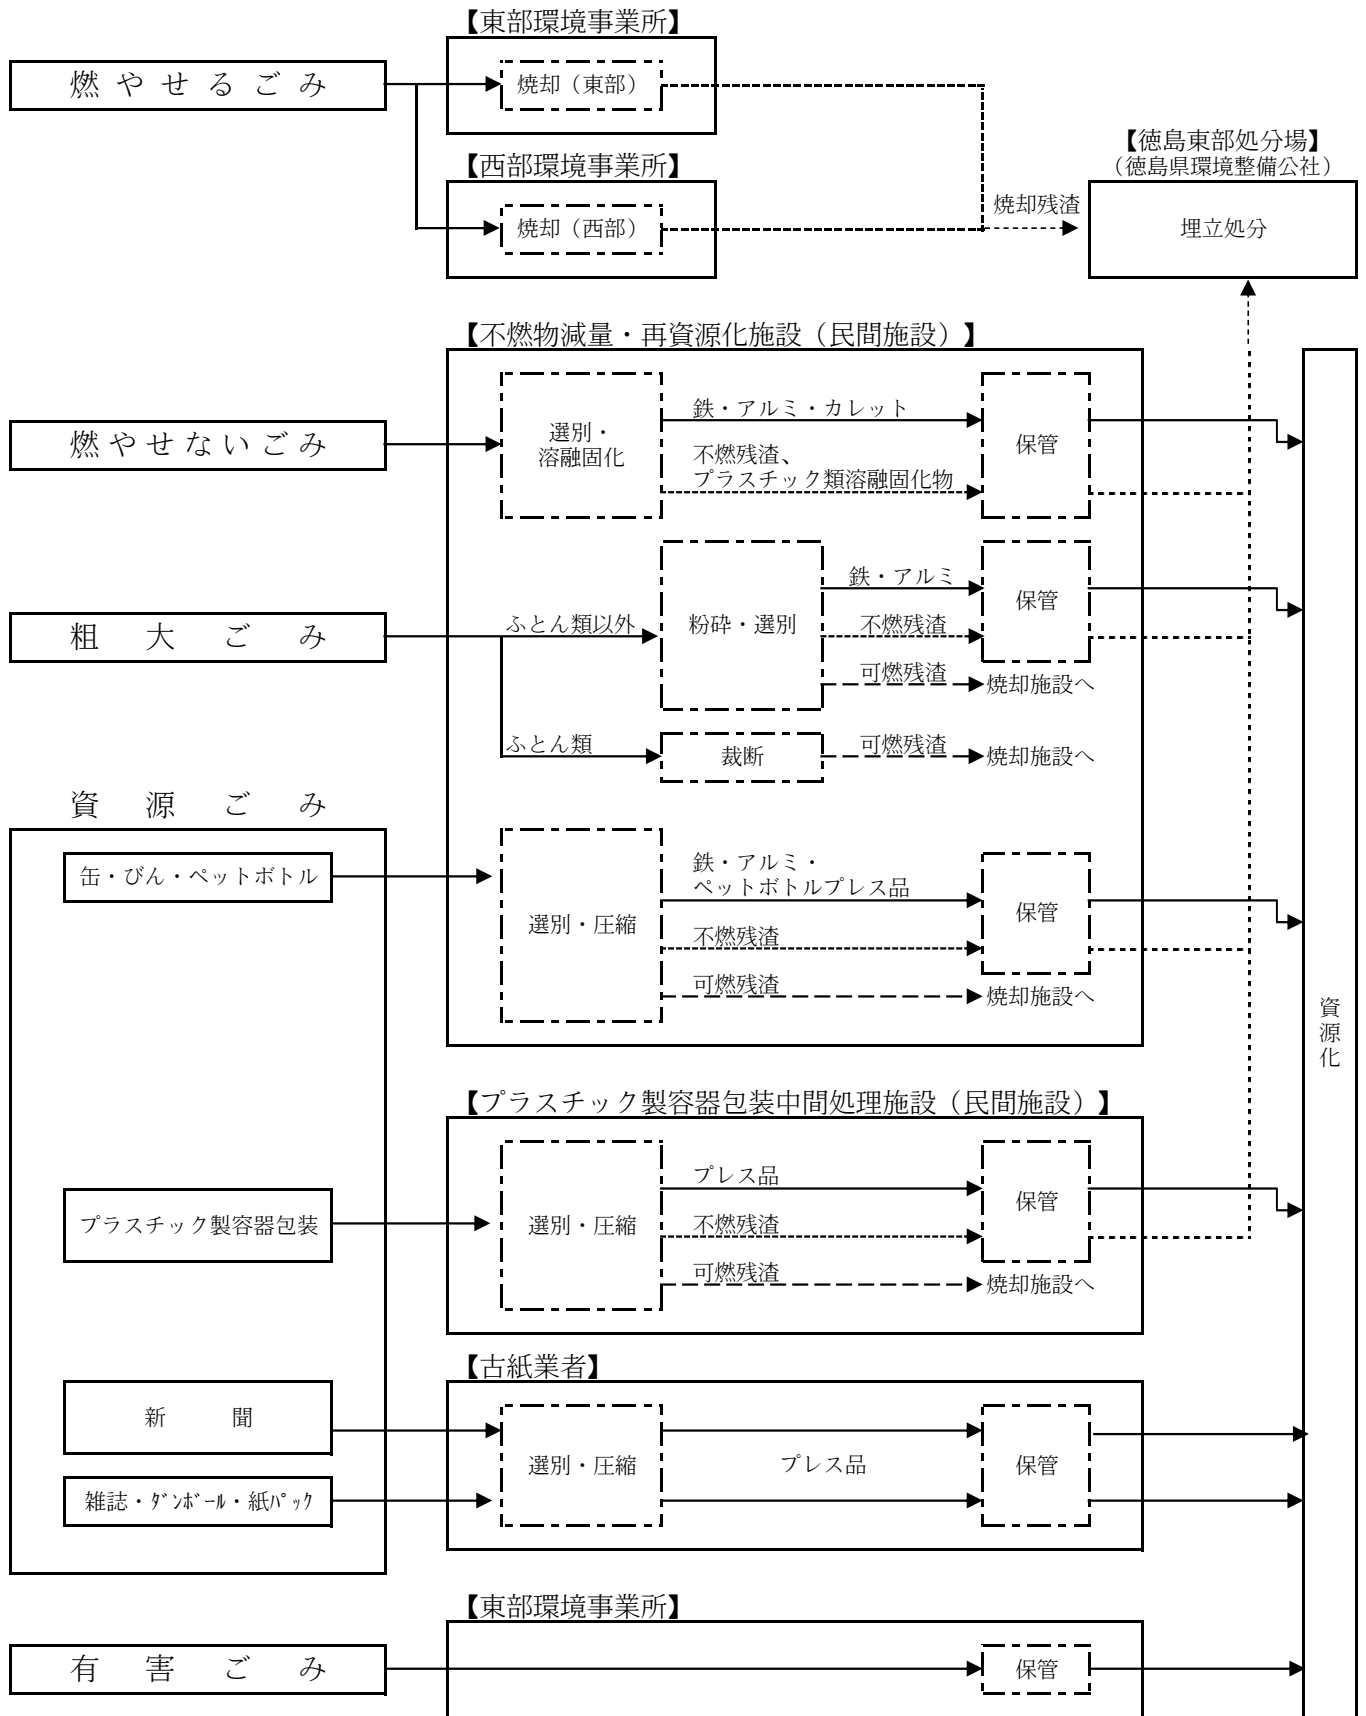 【東部環境事業所】
燃やせるごみ
焼却（東部）
【徳島東部処分場】
（徳島県環境整備公社）
【西部環境事業所】
焼却残渣
焼却（西部）
埋立処分
【不燃物減量・再資源化施設（民間施設）】
燃やせないごみ
選別・
溶融固化
鉄・アルミ・カレット
不燃残渣、
プラスチック類溶融固化物
保管
粗大ごみ
ふとん類以外
粉砕・選別
鉄・アルミ
不燃残渣
保管
可燃残渣
焼却施設へ
ふとん類
裁断
可燃残渣
焼却施設へ
資源ごみ
缶・びん・ペットボトル
選別・圧縮
鉄・アルミ・
ペットボトルプレス品
不燃残渣
保管
可燃残渣
焼却施設へ
資源化
【プラスチック製容器包装中間処理施設（民間施設）】
プラスチック製容器包装
選別・圧縮
プレス品
不燃残渣
保管
可燃残渣
焼却施設へ
【古紙業者】
新聞
雑誌・ﾀﾞﾝﾎﾞｰﾙ・紙ﾊﾟｯｸ
選別・圧縮
プレス品
保管
【東部環境事業所】
有害ごみ
保管